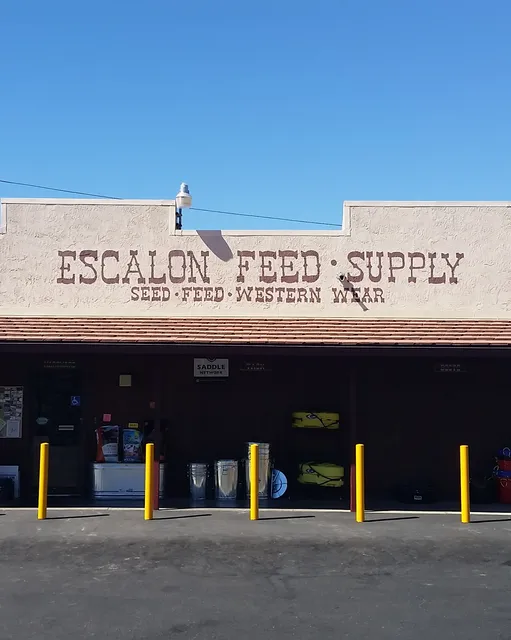 ESCALON FEED · SUPPLY
SEED · FEED · WESTERN WEAR
SADDLE